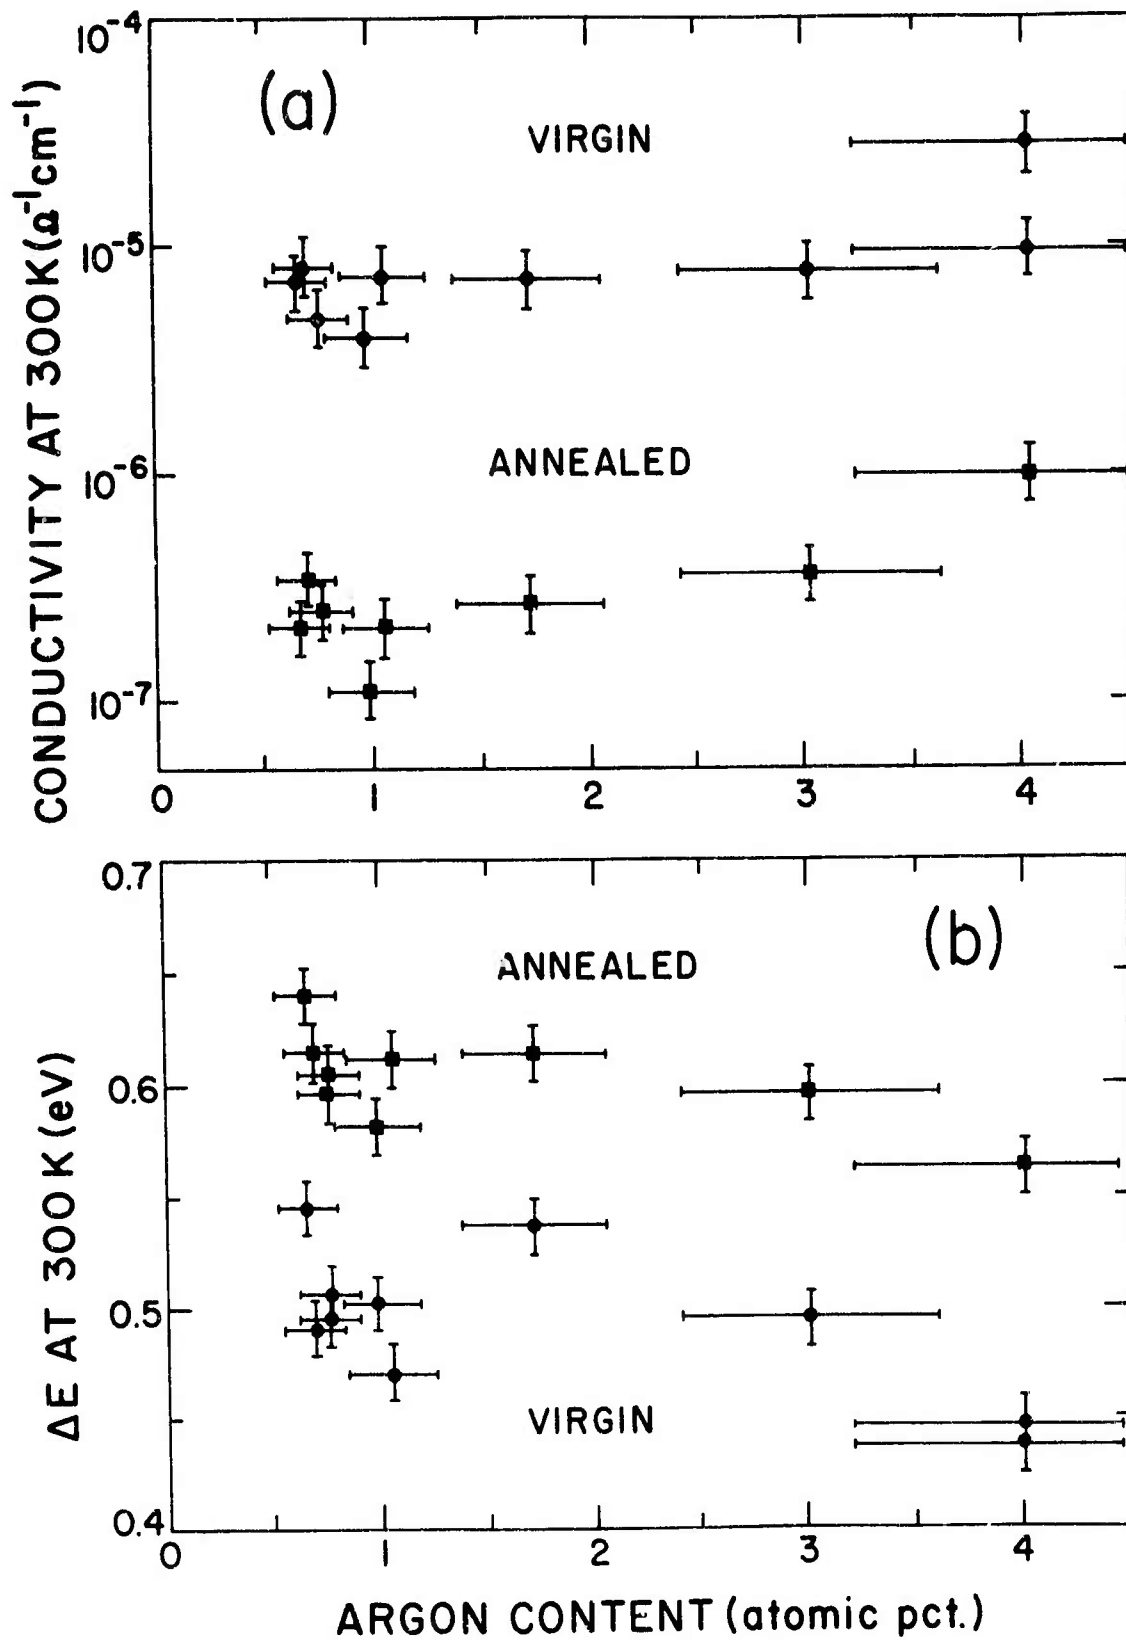 10⁻⁴
(a)
VIRGIN
10⁻⁵
CONDUCTIVITY AT 300K (Ω⁻¹cm⁻¹)
ANNEALED
10⁻⁶
10⁻⁷
0 1 2 3 4
0.7
(b)
ANNEALED
0.6
ΔE AT 300K (eV)
0.5
VIRGIN
0.4
0 1 2 3 4
ARGON CONTENT (atomic pct.)